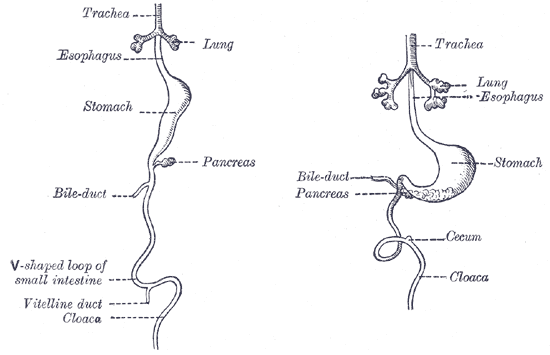 Trachea
Lung
Esophagus
Stomach
Pancreas
Bile-duct
V-shaped loop of
small intestine
Vitelline duct
Cloaca
Trachea
Lung
Esophagus
Stomach
Bile-duct
Pancreas
Cecum
Cloaca